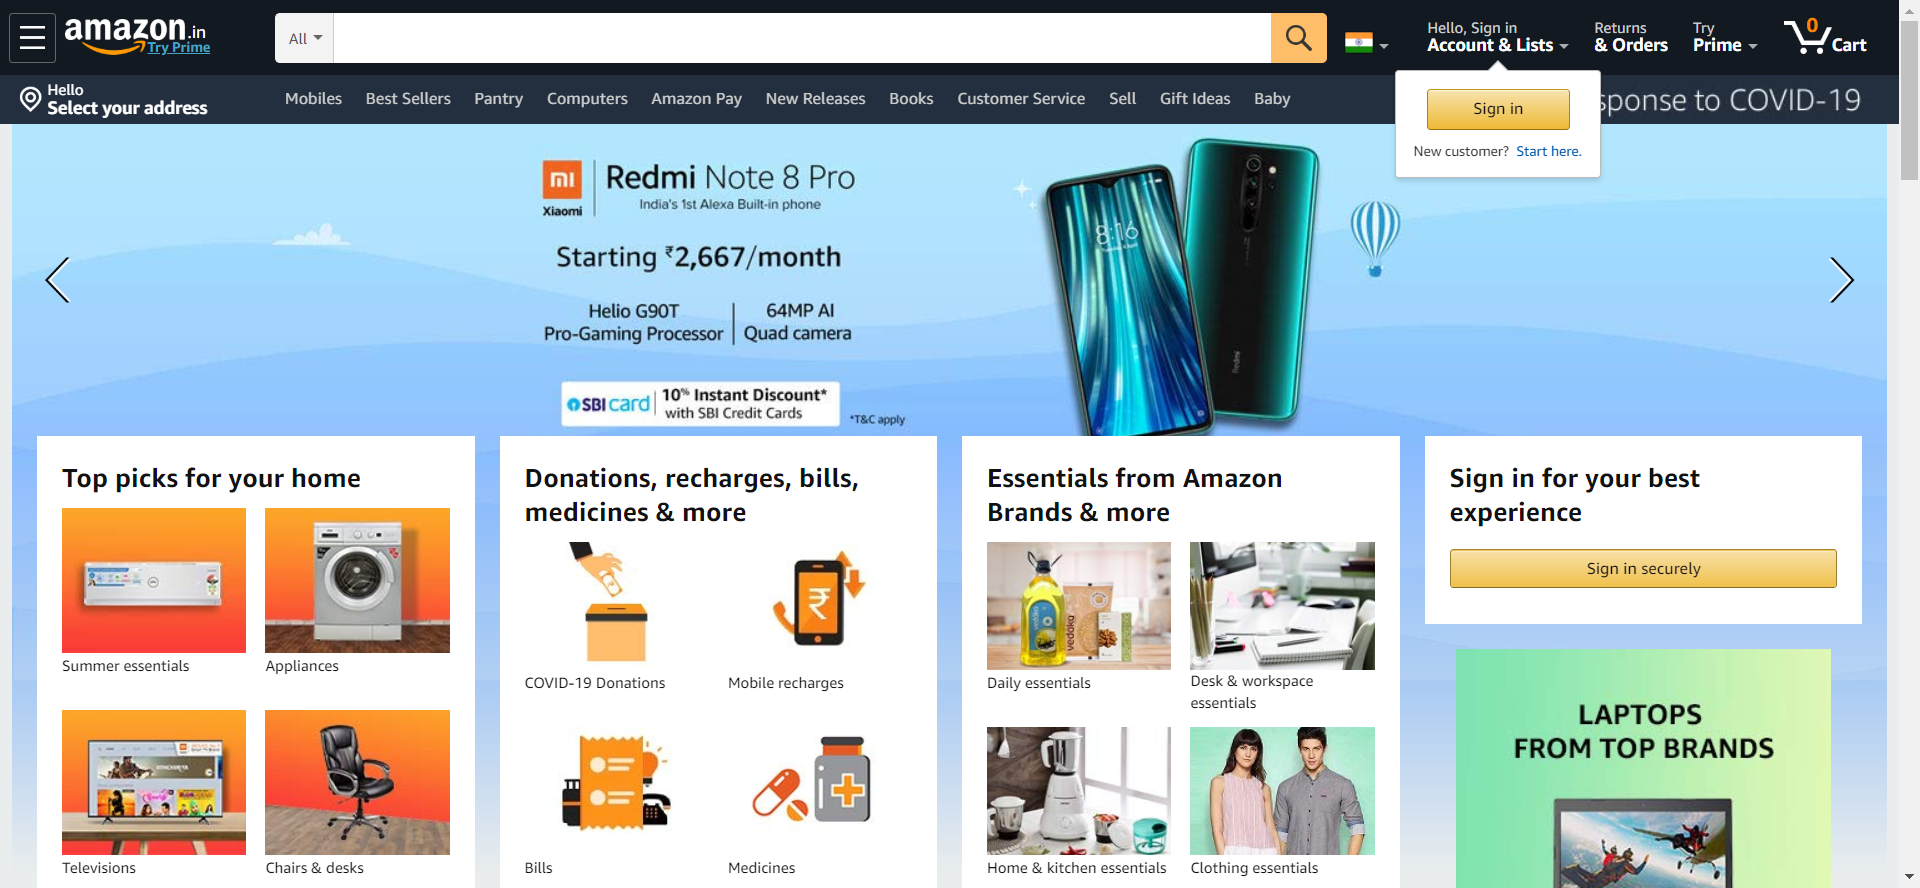 amazon.in
Try Prime
All
Hello, Sign in
Account & Lists
Returns
& Orders
Try
Prime
0
Cart
Hello
Select your address
Mobiles
Best Sellers
Pantry
Computers
Amazon Pay
New Releases
Books
Customer Service
Sell
Gift Ideas
Baby
sponse to COVID-19
Sign in
New customer? Start here.
mi
Xiaomi
Redmi Note 8 Pro
India's 1st Alexa Built-in phone
Starting ₹2,667/month
Helio G90T
Pro-Gaming Processor
64MP AI
Quad camera
SBI card
10% Instant Discount*
with SBI Credit Cards
*T&C apply
8:16
Redmi
Top picks for your home
Summer essentials
Appliances
Televisions
Chairs & desks
Donations, recharges, bills,
medicines & more
COVID-19 Donations
Mobile recharges
₹
Bills
Medicines
Essentials from Amazon
Brands & more
vedaka
vedaka
Daily essentials
Desk & workspace
essentials
Home & kitchen essentials
Clothing essentials
Sign in for your best
experience
Sign in securely
LAPTOPS
FROM TOP BRANDS